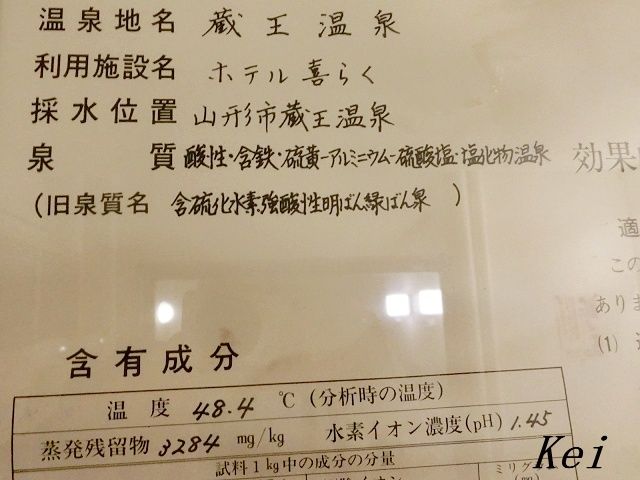 温泉地名 蔵王温泉
利用施設名 ホテル喜らく
採水位置 山形市蔵王温泉
泉質 酸性・含鉄・硫黄-アルミニウム-硫酸塩・塩化物温泉
(旧泉質名 含硫化水素強酸性明ばん緑ばん泉)
効果
適
この
ありま
(1)
含有成分
温度 48.4 ℃(分析時の温度)
蒸発残留物 3284 mg/kg 水素イオン濃度(pH) 1.45
試料1kg中の成分の分量
ミリグ
Kei